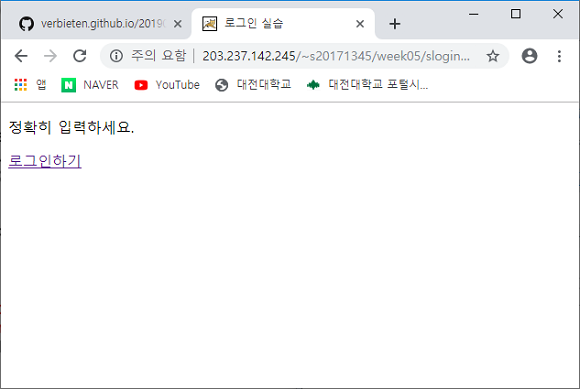 verbieten.github.io/2019
로그인 실습
주의 요함 203.237.142.245/~s20171345/week05/slogin...
앱 NAVER YouTube 대전대학교 대전대학교 포털시...
정확히 입력하세요.
로그인하기